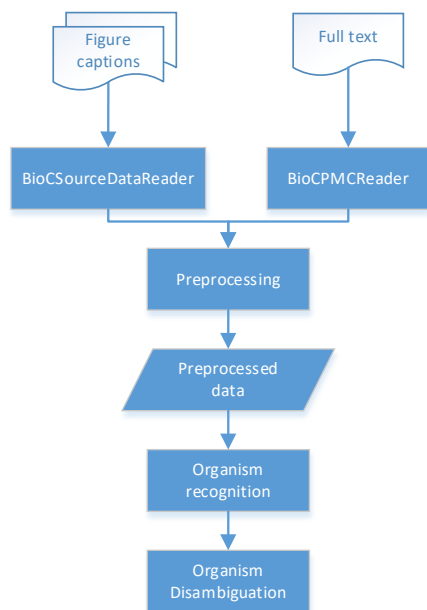 Figure
captions
Full text
BioCSourceDataReader
BioCPMCReader
Preprocessing
Preprocessed
data
Organism
recognition
Organism
Disambiguation